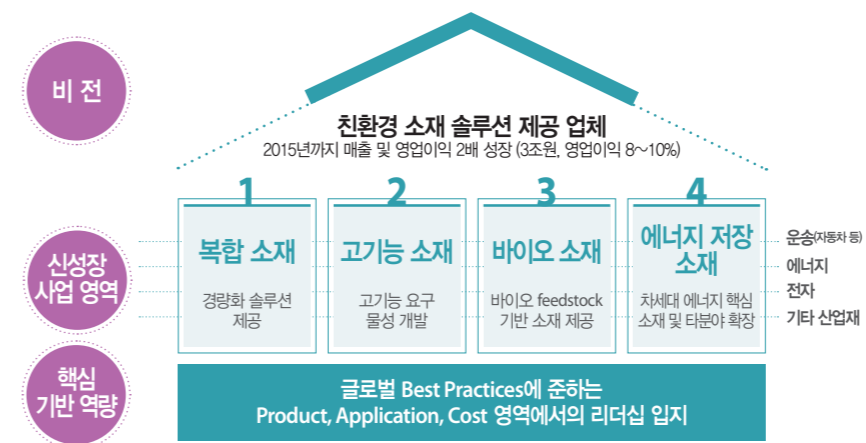 비 전
친환경 소재 솔루션 제공 업체
2015년까지 매출 및 영업이익 2배 성장 (3조원, 영업이익 8~10%)
신성장
사업 영역
1
복합 소재
경량화 솔루션
제공
2
고기능 소재
고기능 요구
물성 개발
3
바이오 소재
바이오 feedstock
기반 소재 제공
4
에너지 저장
소재
차세대 에너지 핵심
소재 및 타분야 확장
운송(자동차 등)
에너지
전자
기타 산업재
핵심
기반 역량
글로벌 Best Practices에 준하는
Product, Application, Cost 영역에서의 리더십 입지